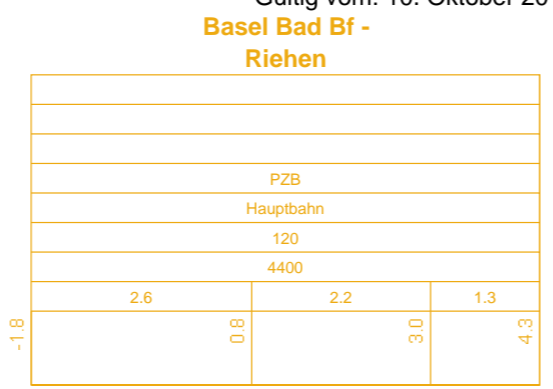 Gültig vom: 10. Oktober 20
Basel Bad Bf -
Riehen
PZB
Hauptbahn
120
4400
2.6 2.2 1.3
-1.8 0.8 3.0 4.3